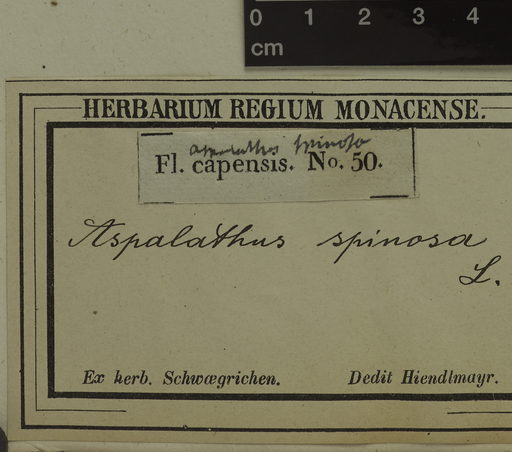 0 1 2 3 4
cm
HERBARIUM REGIUM MONACENSE.
Aspalathus spinosa
Fl. capensis. No. 50.
Aspalathus spinosa
L.
Ex herb. Schwægrichen. Dedit Hiendlmayr.